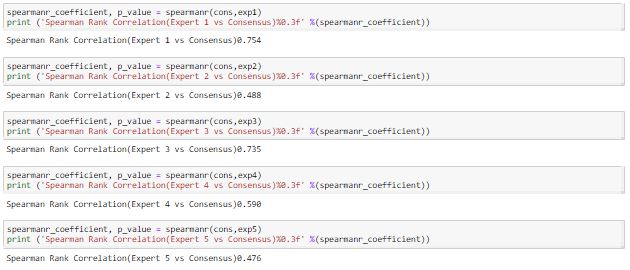 spearmanr_coefficient, p_value = spearmanr(cons,exp1)
print ('Spearman Rank Correlation(Expert 1 vs Consensus)%0.3f' %(spearmanr_coefficient))
Spearman Rank Correlation(Expert 1 vs Consensus)0.754
spearmanr_coefficient, p_value = spearmanr(cons,exp2)
print ('Spearman Rank Correlation(Expert 2 vs Consensus)%0.3f' %(spearmanr_coefficient))
Spearman Rank Correlation(Expert 2 vs Consensus)0.488
spearmanr_coefficient, p_value = spearmanr(cons,exp3)
print ('Spearman Rank Correlation(Expert 3 vs Consensus)%0.3f' %(spearmanr_coefficient))
Spearman Rank Correlation(Expert 3 vs Consensus)0.735
spearmanr_coefficient, p_value = spearmanr(cons,exp4)
print ('Spearman Rank Correlation(Expert 4 vs Consensus)%0.3f' %(spearmanr_coefficient))
Spearman Rank Correlation(Expert 4 vs Consensus)0.590
spearmanr_coefficient, p_value = spearmanr(cons,exp5)
print ('Spearman Rank Correlation(Expert 5 vs Consensus)%0.3f' %(spearmanr_coefficient))
Spearman Rank Correlation(Expert 5 vs Consensus)0.476